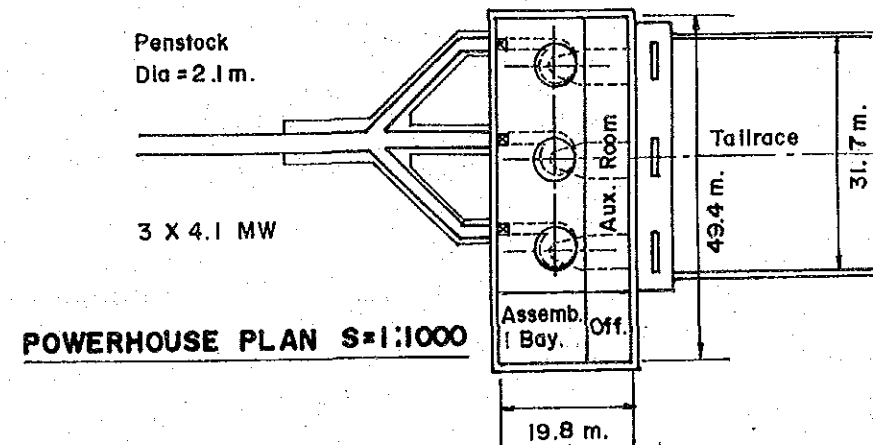 Penstock
Dia = 2.1 m.
3 X 4.1 MW
POWERHOUSE PLAN S=1:1000
Aux. Room
Tailrace
49.4 m.
31.7 m.
Assemb.
1 Bay.
Off.
19.8 m.